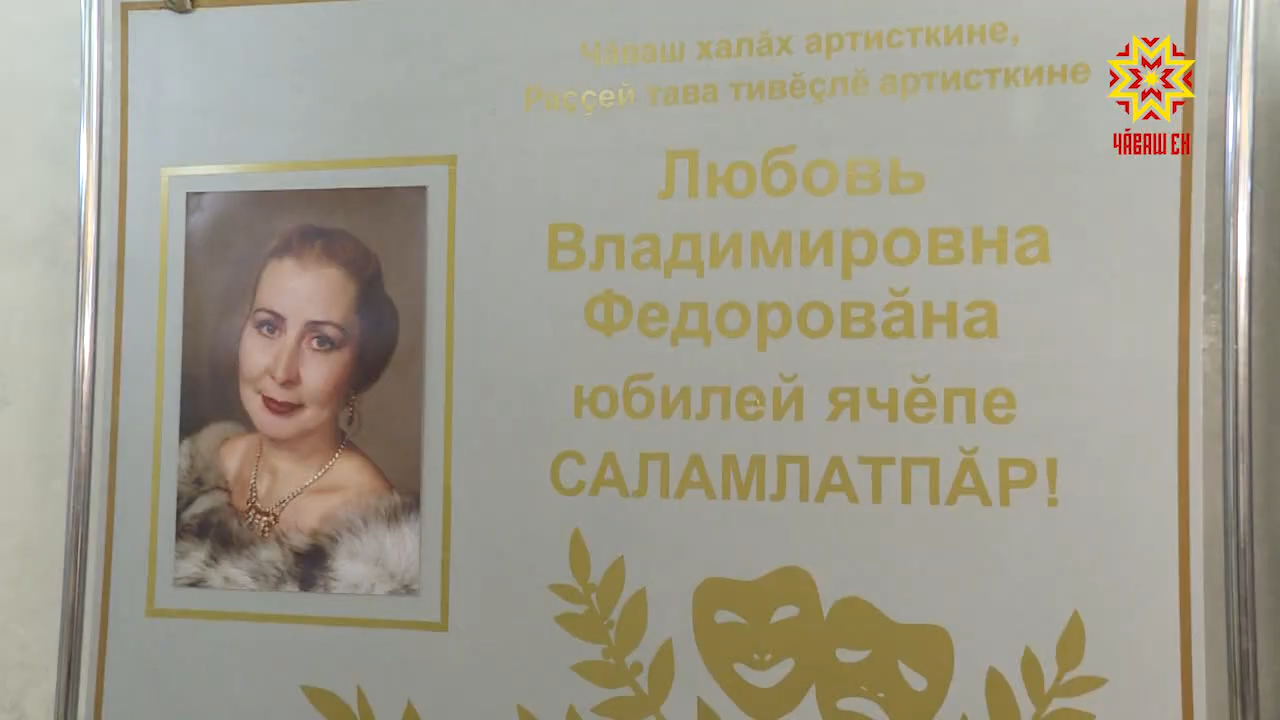 Чӑваш халӑх артисткине,
Раҫҫей тава тивӗҫлӗ артисткине
Любовь
Владимировна
Федоровӑна
юбилей ячӗпе
САЛАМЛАТПӐР!
ЧӐВАШ ЕН